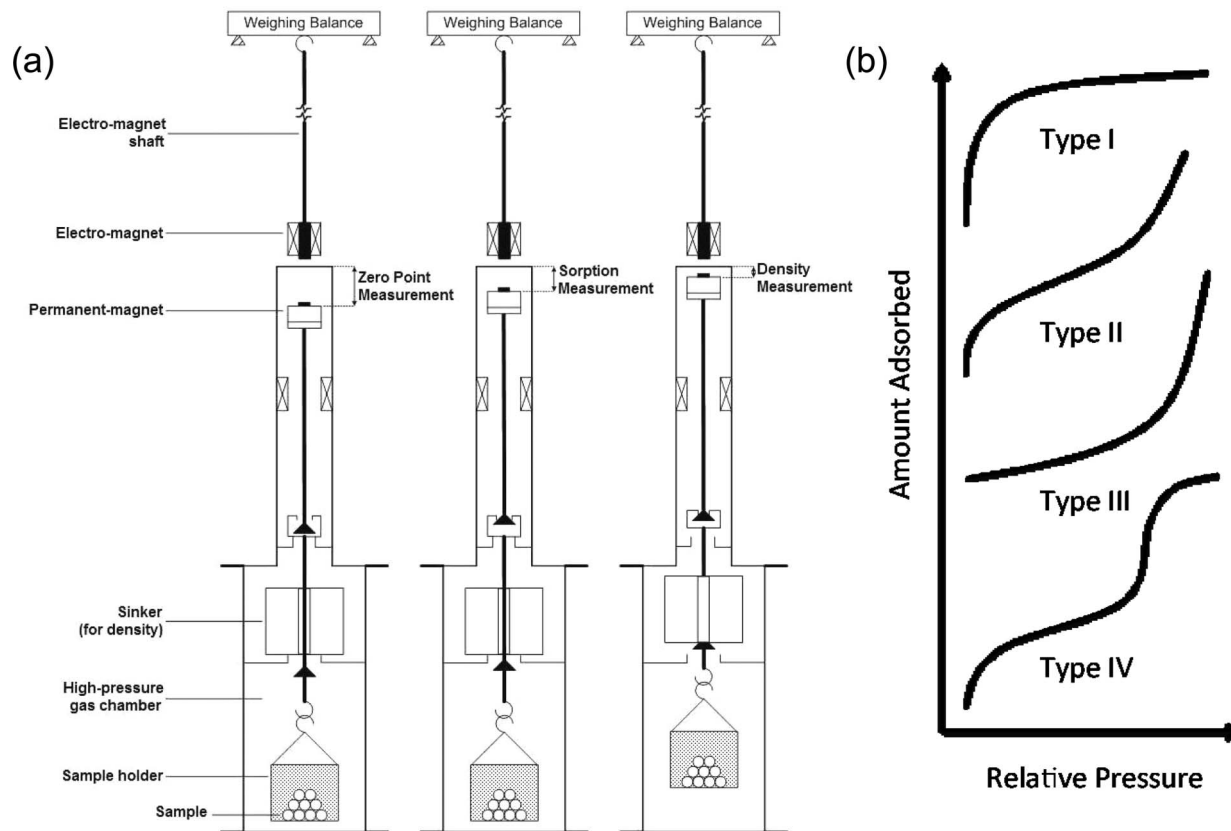 (a)
Weighing Balance
Weighing Balance
Weighing Balance
Electro-magnet
shaft
Electro-magnet
Zero Point
Measurement
Sorption
Measurement
Density
Measurement
Permanent-magnet
Sinker
(for density)
High-pressure
gas chamber
Sample holder
Sample
(b)
Amount Adsorbed
Type I
Type II
Type III
Type IV
Relative Pressure